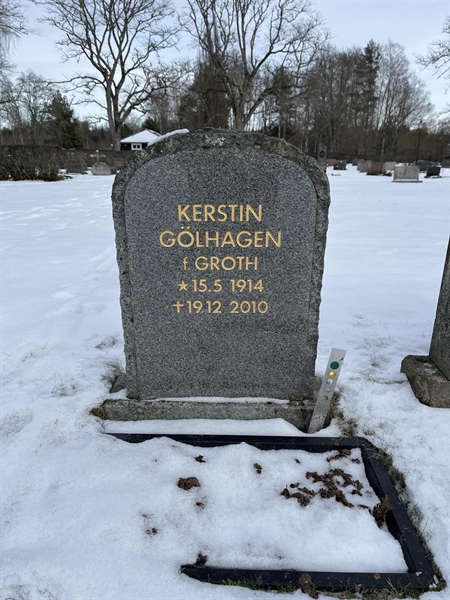 KERSTIN
GÖLHAGEN
f. GROTH
★15.5 1914
✝19.12 2010